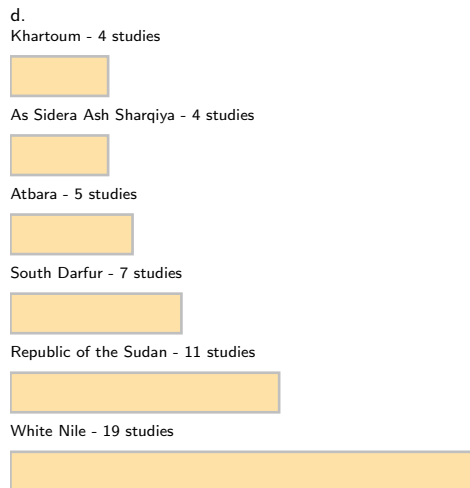 d.
Khartoum - 4 studies
As Sidera Ash Sharqiya - 4 studies
Atbara - 5 studies
South Darfur - 7 studies
Republic of the Sudan - 11 studies
White Nile - 19 studies